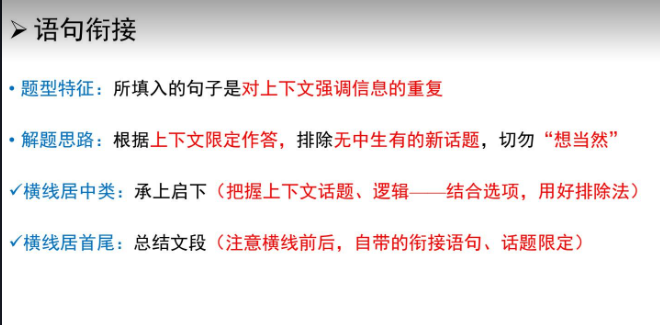 ➢ 语句衔接
• 题型特征：所填入的句子是对上下文强调信息的重复
• 解题思路：根据上下文限定作答，排除无中生有的新话题，切勿“想当然”
✓横线居中类：承上启下（把握上下文话题、逻辑——结合选项，用好排除法）
✓横线居首尾：总结文段（注意横线前后，自带的衔接语句、话题限定）